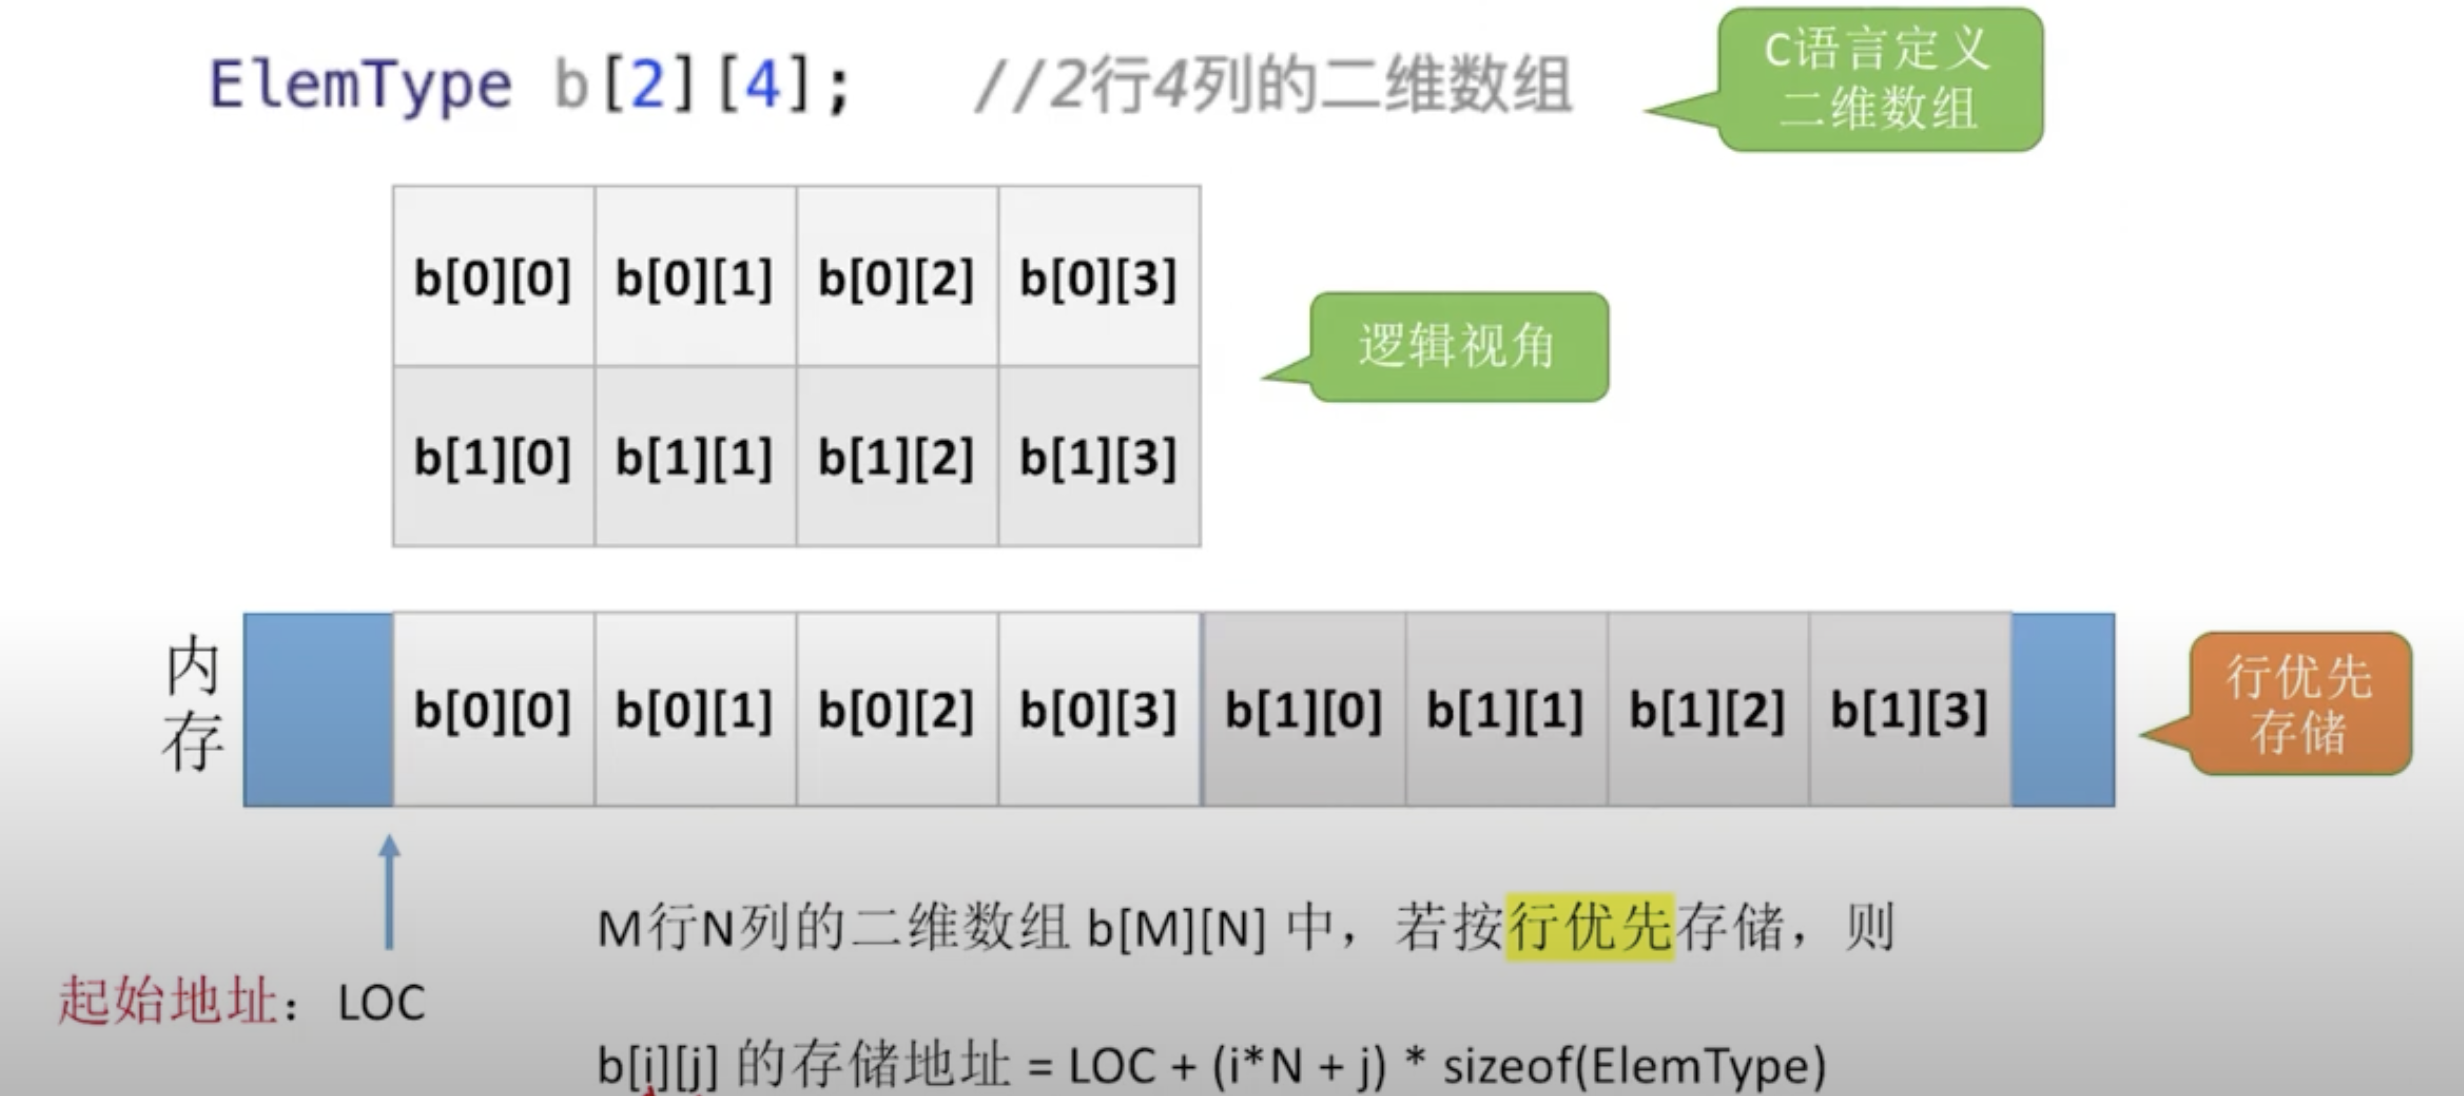 ElemType b[2][4];   //2行4列的二维数组
C语言定义
二维数组
b[0][0] b[0][1] b[0][2] b[0][3]
b[1][0] b[1][1] b[1][2] b[1][3]
逻辑视角
内存
b[0][0] b[0][1] b[0][2] b[0][3] b[1][0] b[1][1] b[1][2] b[1][3]
行优先
存储
起始地址：LOC
M行N列的二维数组 b[M][N] 中，若按行优先存储，则
b[i][j] 的存储地址 = LOC + (i*N + j) * sizeof(ElemType)